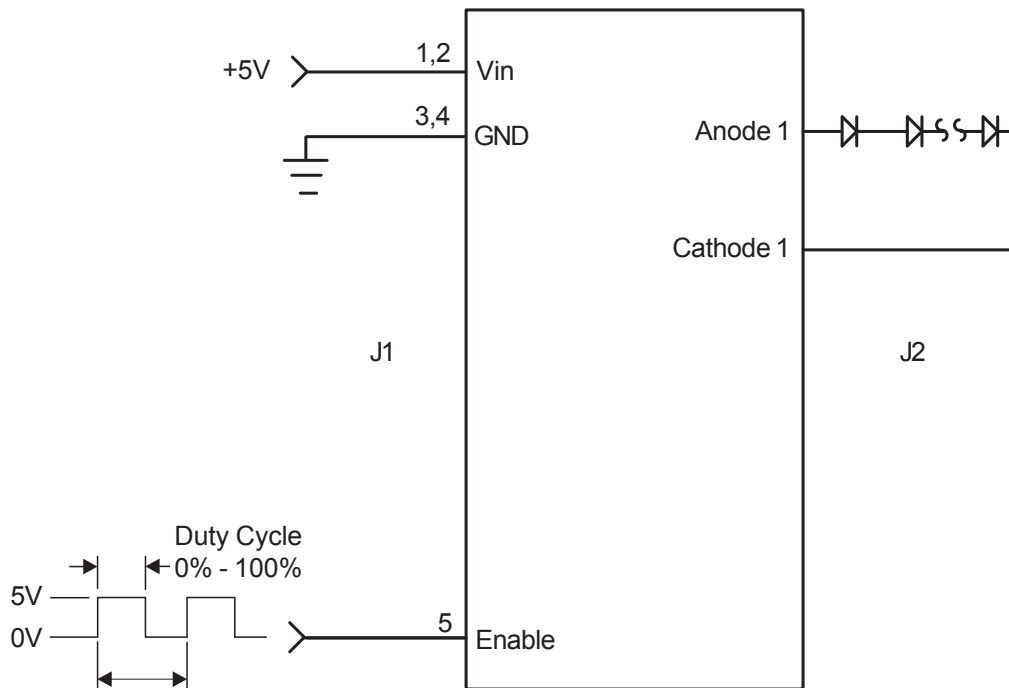 1,2
+5V
Vin
3,4
GND
Anode 1
Cathode 1
J1
J2
Duty Cycle
0% - 100%
5V
0V
5
Enable